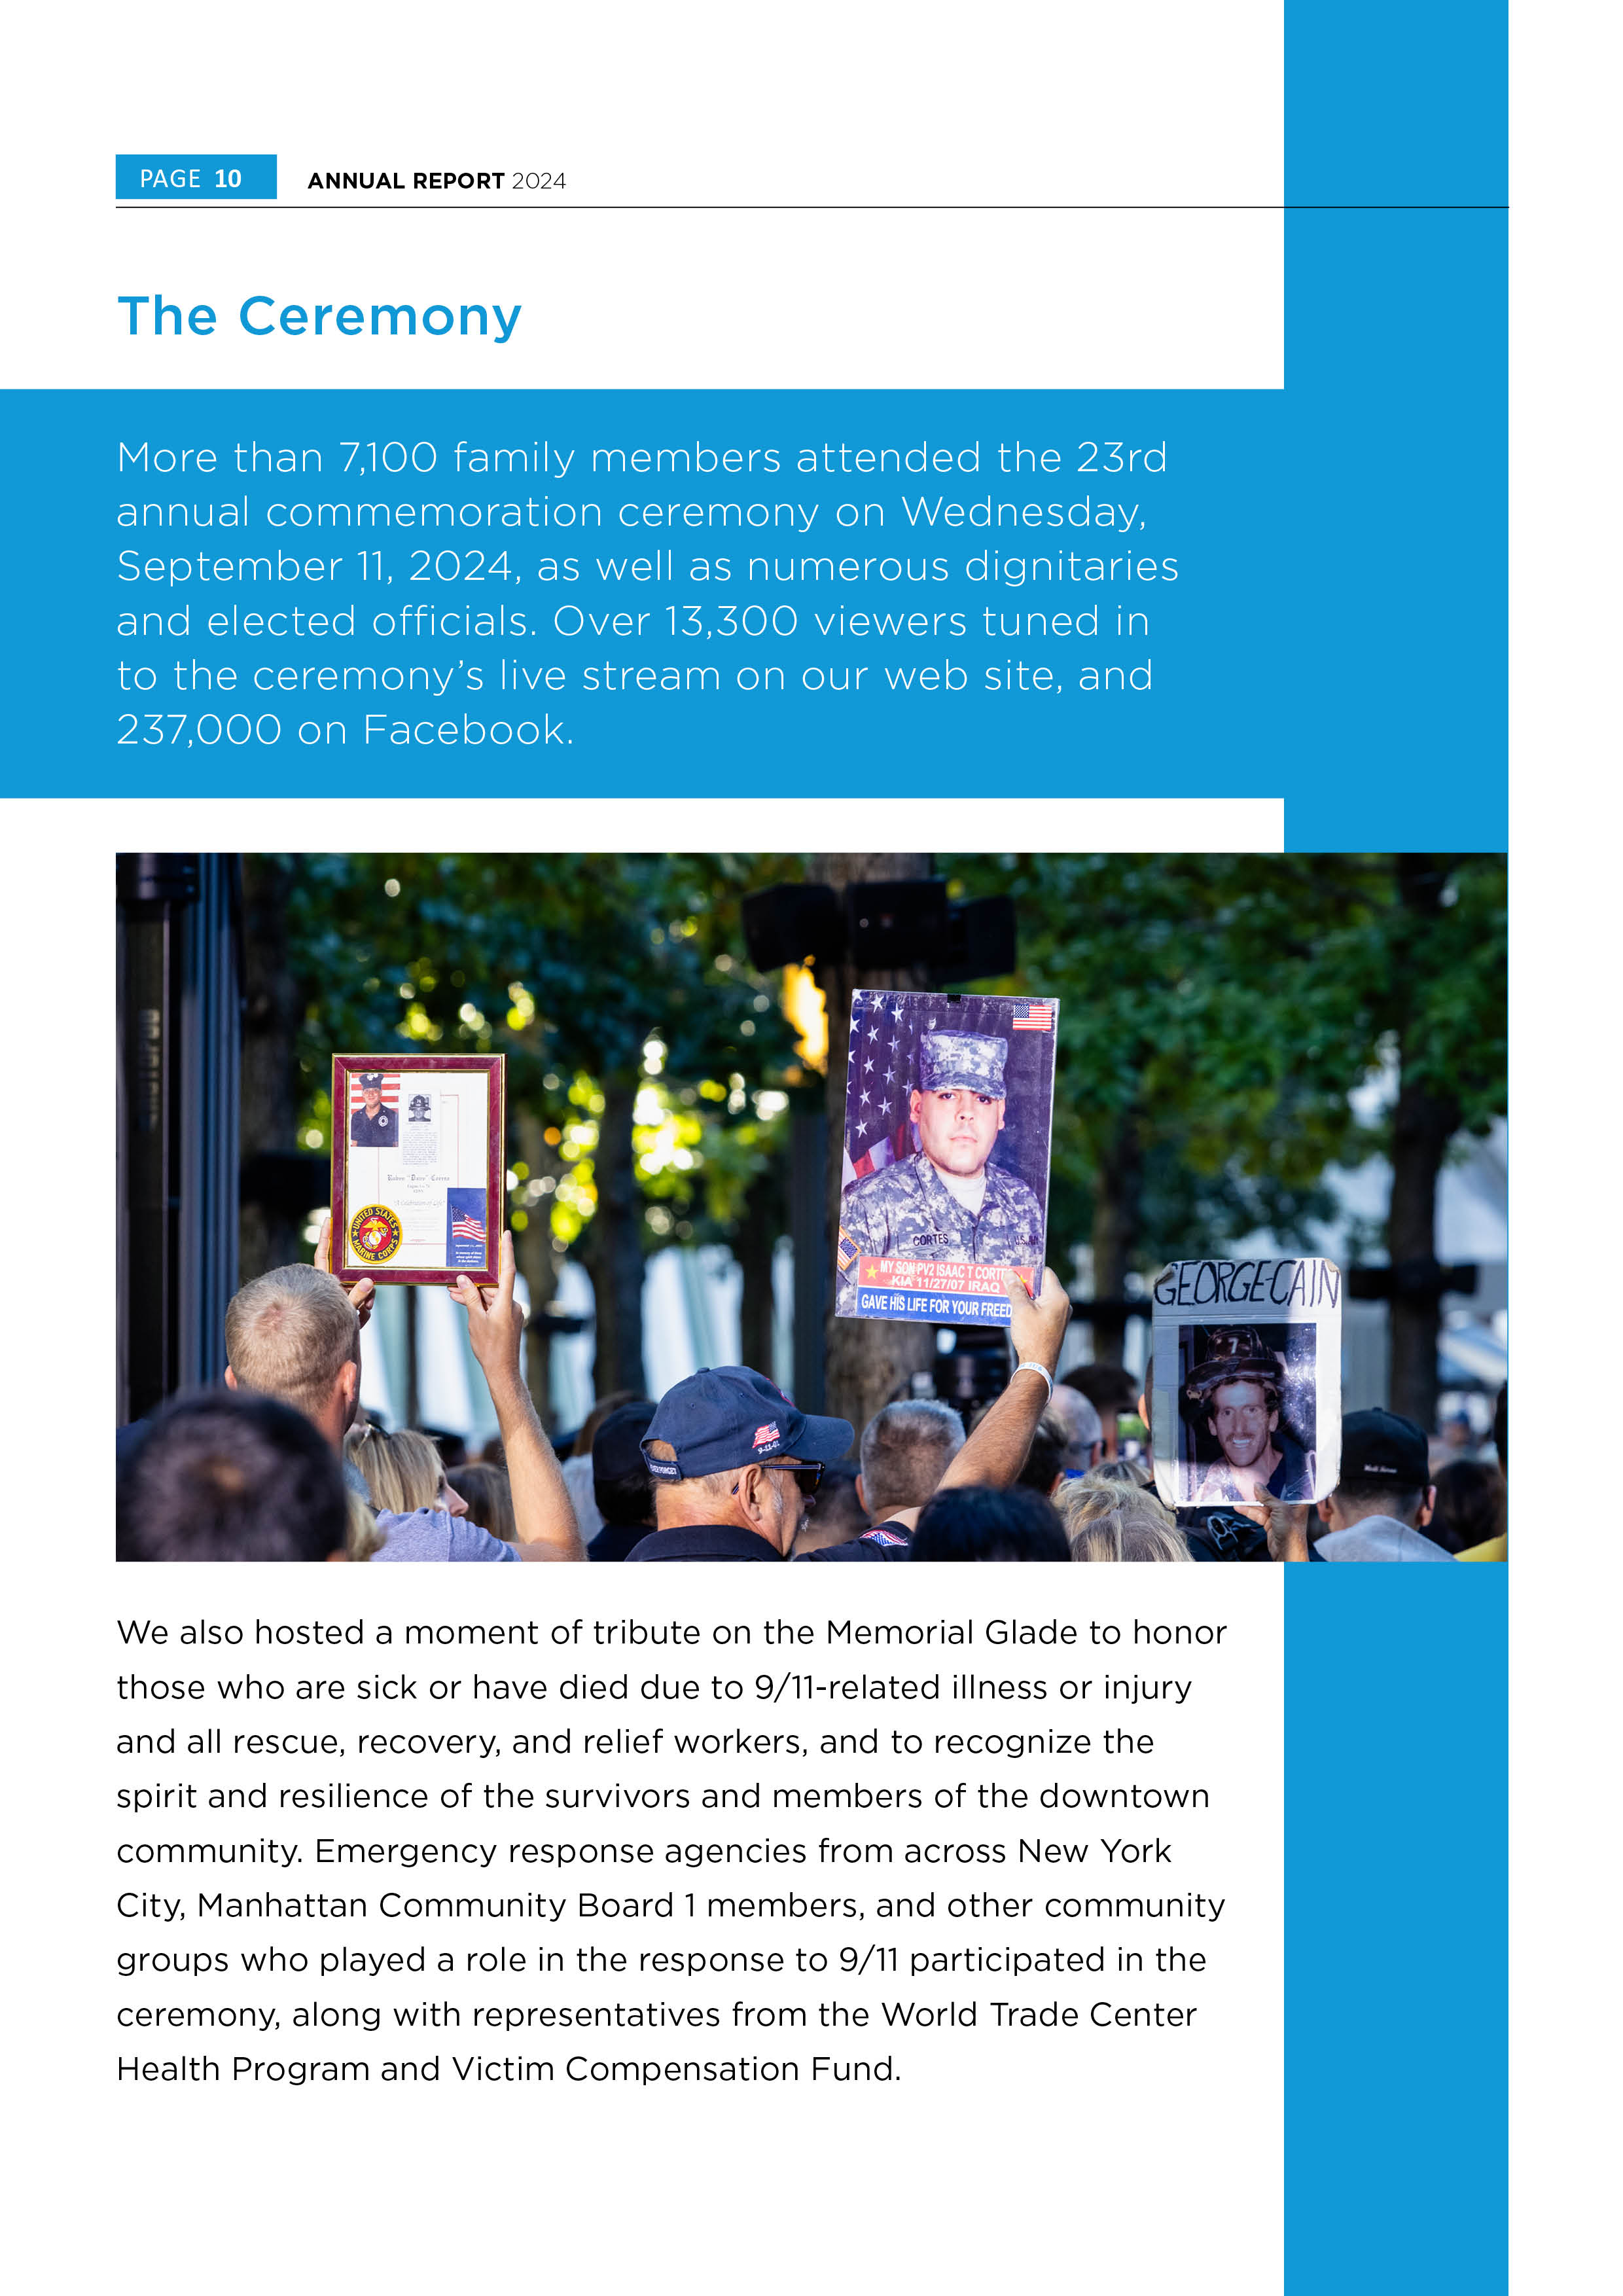 PAGE 10
ANNUAL REPORT 2024
The Ceremony
More than 7,100 family members attended the 23rd
annual commemoration ceremony on Wednesday,
September 11, 2024, as well as numerous dignitaries
and elected officials. Over 13,300 viewers tuned in
to the ceremony’s live stream on our web site, and
237,000 on Facebook.
UNITED STATES
MARINE CORPS
CORTES
MY SON PV2 ISAAC T
KIA 11/27/07 IRAQ
GAVE HIS LIFE FOR YOUR
GEORGE CAIN
7
9-11-01
We also hosted a moment of tribute on the Memorial Glade to honor
those who are sick or have died due to 9/11-related illness or injury
and all rescue, recovery, and relief workers, and to recognize the
spirit and resilience of the survivors and members of the downtown
community. Emergency response agencies from across New York
City, Manhattan Community Board 1 members, and other community
groups who played a role in the response to 9/11 participated in the
ceremony, along with representatives from the World Trade Center
Health Program and Victim Compensation Fund.